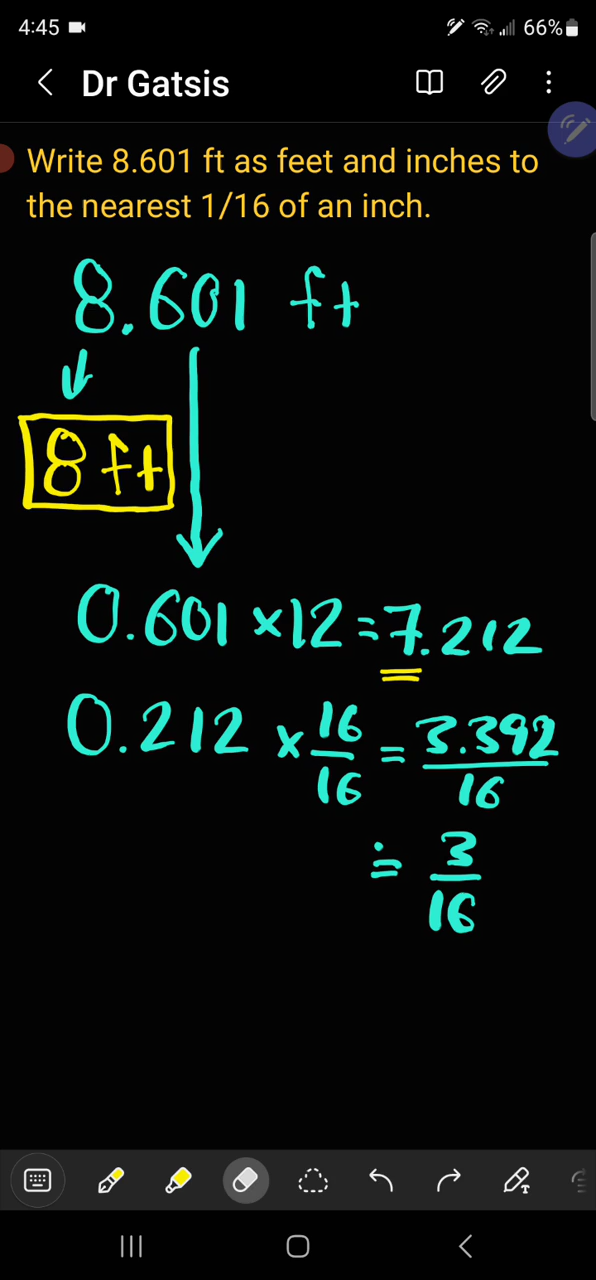 4:45 66%
Dr Gatsis
Write 8.601 ft as feet and inches to
the nearest 1/16 of an inch.
8.601 ft
8 ft
0.601 × 12 = 7.212
0.212 × 16/16 = 3.392/16
≐ 3/16